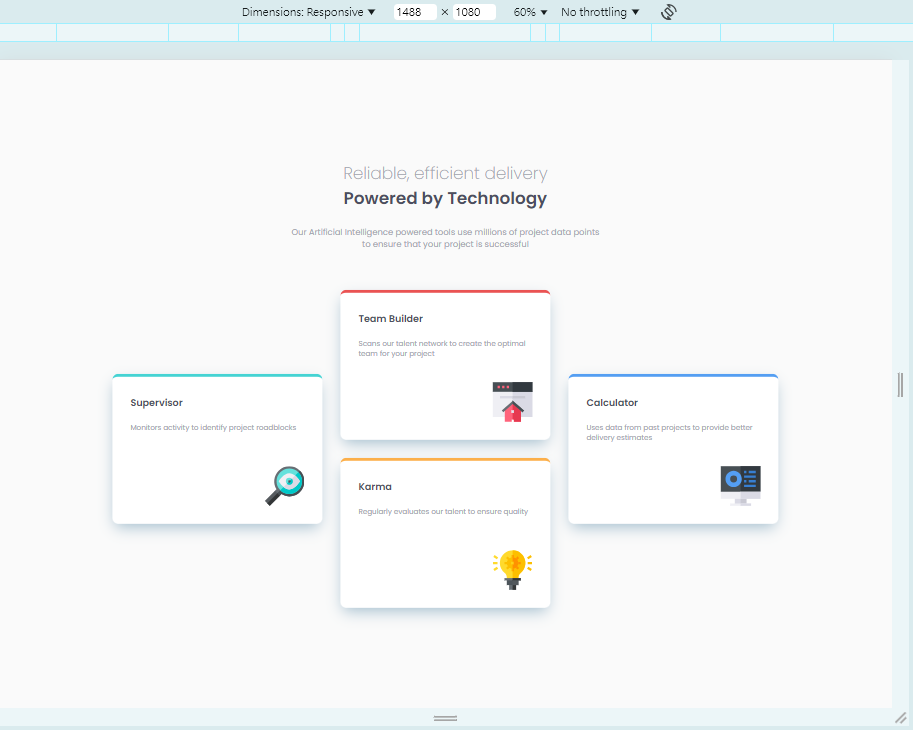 Dimensions: Responsive ▼ 1488 × 1080 60% ▼ No throttling ▼
Reliable, efficient delivery
Powered by Technology
Our Artificial Intelligence powered tools use millions of project data points
to ensure that your project is successful
Team Builder
Scans our talent network to create the optimal
team for your project
Supervisor
Monitors activity to identify project roadblocks
Calculator
Uses data from past projects to provide better
delivery estimates
Karma
Regularly evaluates our talent to ensure quality